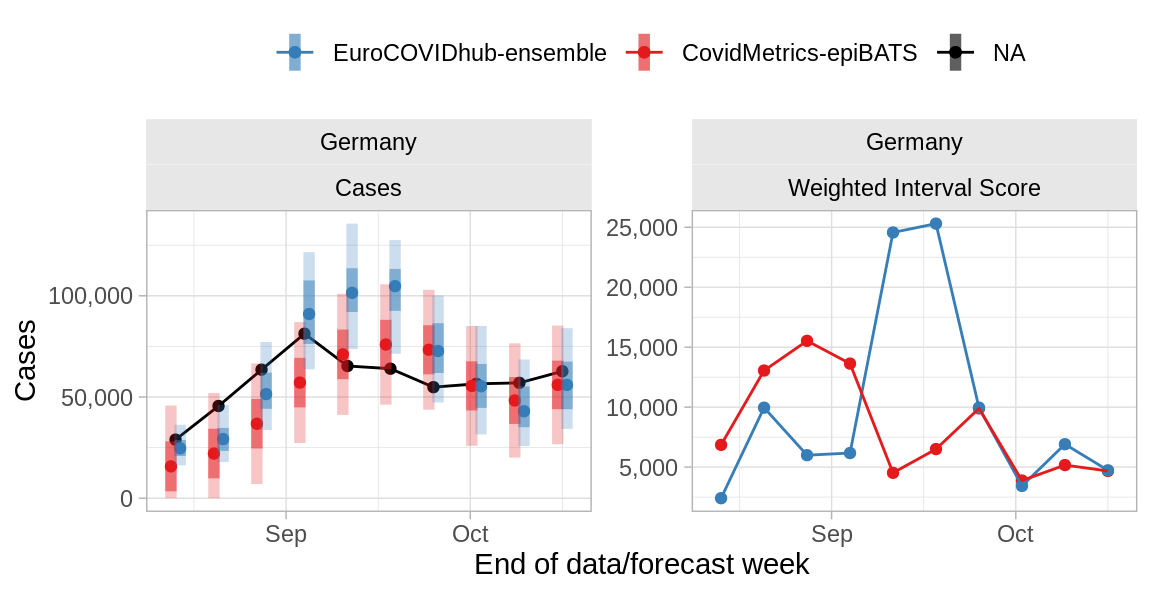 EuroCOVIDhub-ensemble CovidMetrics-epiBATS NA
Germany
Cases
Germany
Weighted Interval Score
Cases
100,000
50,000
0
Sep
Oct
25,000
20,000
15,000
10,000
5,000
Sep
Oct
End of data/forecast week